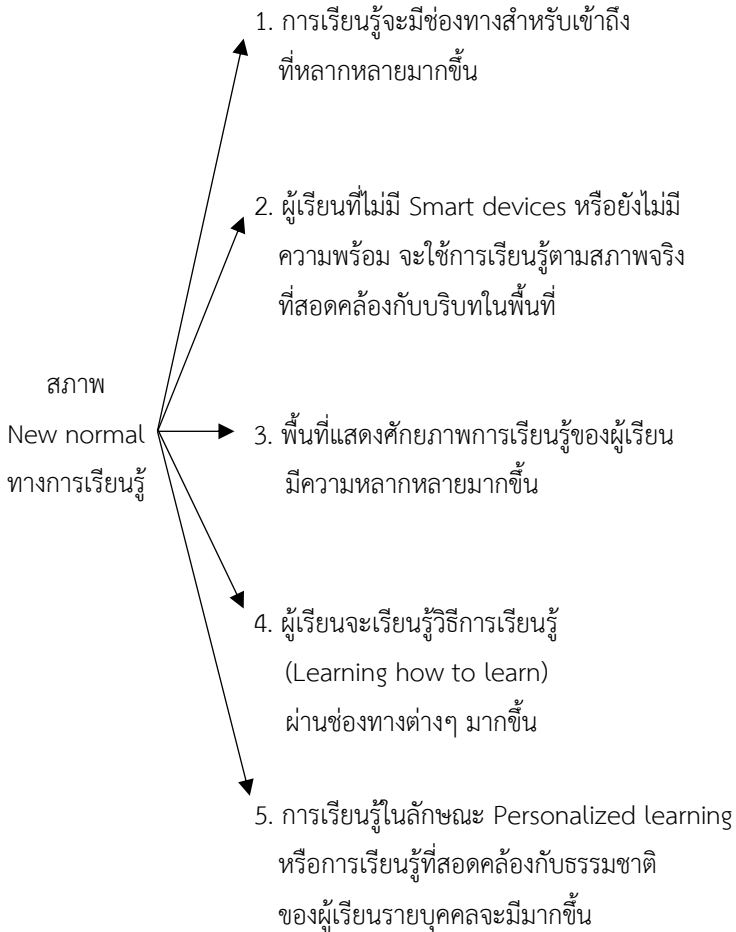 1. การเรียนรู้จะมีช่องทางสำหรับเข้าถึง
ที่หลากหลายมากขึ้น
2. ผู้เรียนที่ไม่มี Smart devices หรือยังไม่มี
ความพร้อม จะใช้การเรียนรู้ตามสภาพจริง
ที่สอดคล้องกับบริบทในพื้นที่
สภาพ
New normal
ทางการเรียนรู้
3. พื้นที่แสดงศักยภาพการเรียนรู้ของผู้เรียน
มีความหลากหลายมากขึ้น
4. ผู้เรียนจะเรียนรู้วิธีการเรียนรู้
(Learning how to learn)
ผ่านช่องทางต่างๆ มากขึ้น
5. การเรียนรู้ในลักษณะ Personalized learning
หรือการเรียนรู้ที่สอดคล้องกับธรรมชาติ
ของผู้เรียนรายบุคคลจะมีมากขึ้น